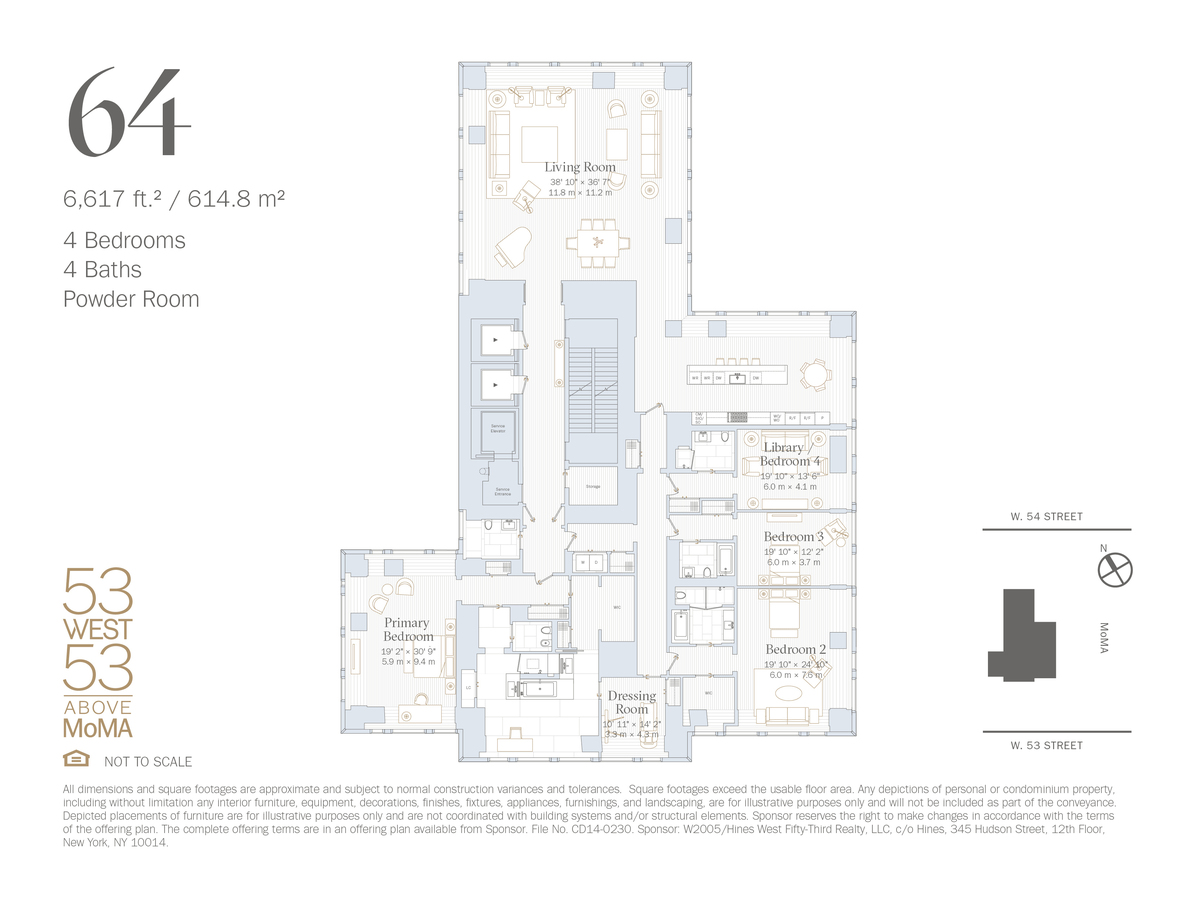 64
6,617 ft.² / 614.8 m²
4 Bedrooms
4 Baths
Powder Room
Living Room
38' 10" × 36' 7"
11.8 m × 11.2 m
Service
Elevator
Service
Entrance
Storage
Library/
Bedroom 4
19' 10" × 13' 6"
6.0 m × 4.1 m
Bedroom 3
19' 10" × 12' 2"
6.0 m × 3.7 m
W
D
WC
Primary
Bedroom
19' 2" × 30' 9"
5.9 m × 9.4 m
LC
Bedroom 2
19' 10" × 24' 10"
6.0 m × 7.6 m
Dressing
Room
10' 11" × 14' 2"
3.3 m × 4.3 m
WIC
W. 54 STREET
N
MoMA
W. 53 STREET
53
WEST
53
ABOVE
MoMA
NOT TO SCALE
All dimensions and square footages are approximate and subject to normal construction variances and tolerances. Square footages exceed the usable floor area. Any depictions of personal or condominium property,
including without limitation any interior furniture, equipment, decorations, finishes, fixtures, appliances, furnishings, and landscaping, are for illustrative purposes only and will not be included as part of the conveyance.
Depicted placements of furniture are for illustrative purposes only and are not coordinated with building systems and/or structural elements. Sponsor reserves the right to make changes in accordance with the terms
of the offering plan. The complete offering terms are in an offering plan available from Sponsor. File No. CD14-0230. Sponsor: W2005/Hines West Fifty-Third Realty, LLC, c/o Hines, 345 Hudson Street, 12th Floor,
New York, NY 10014.